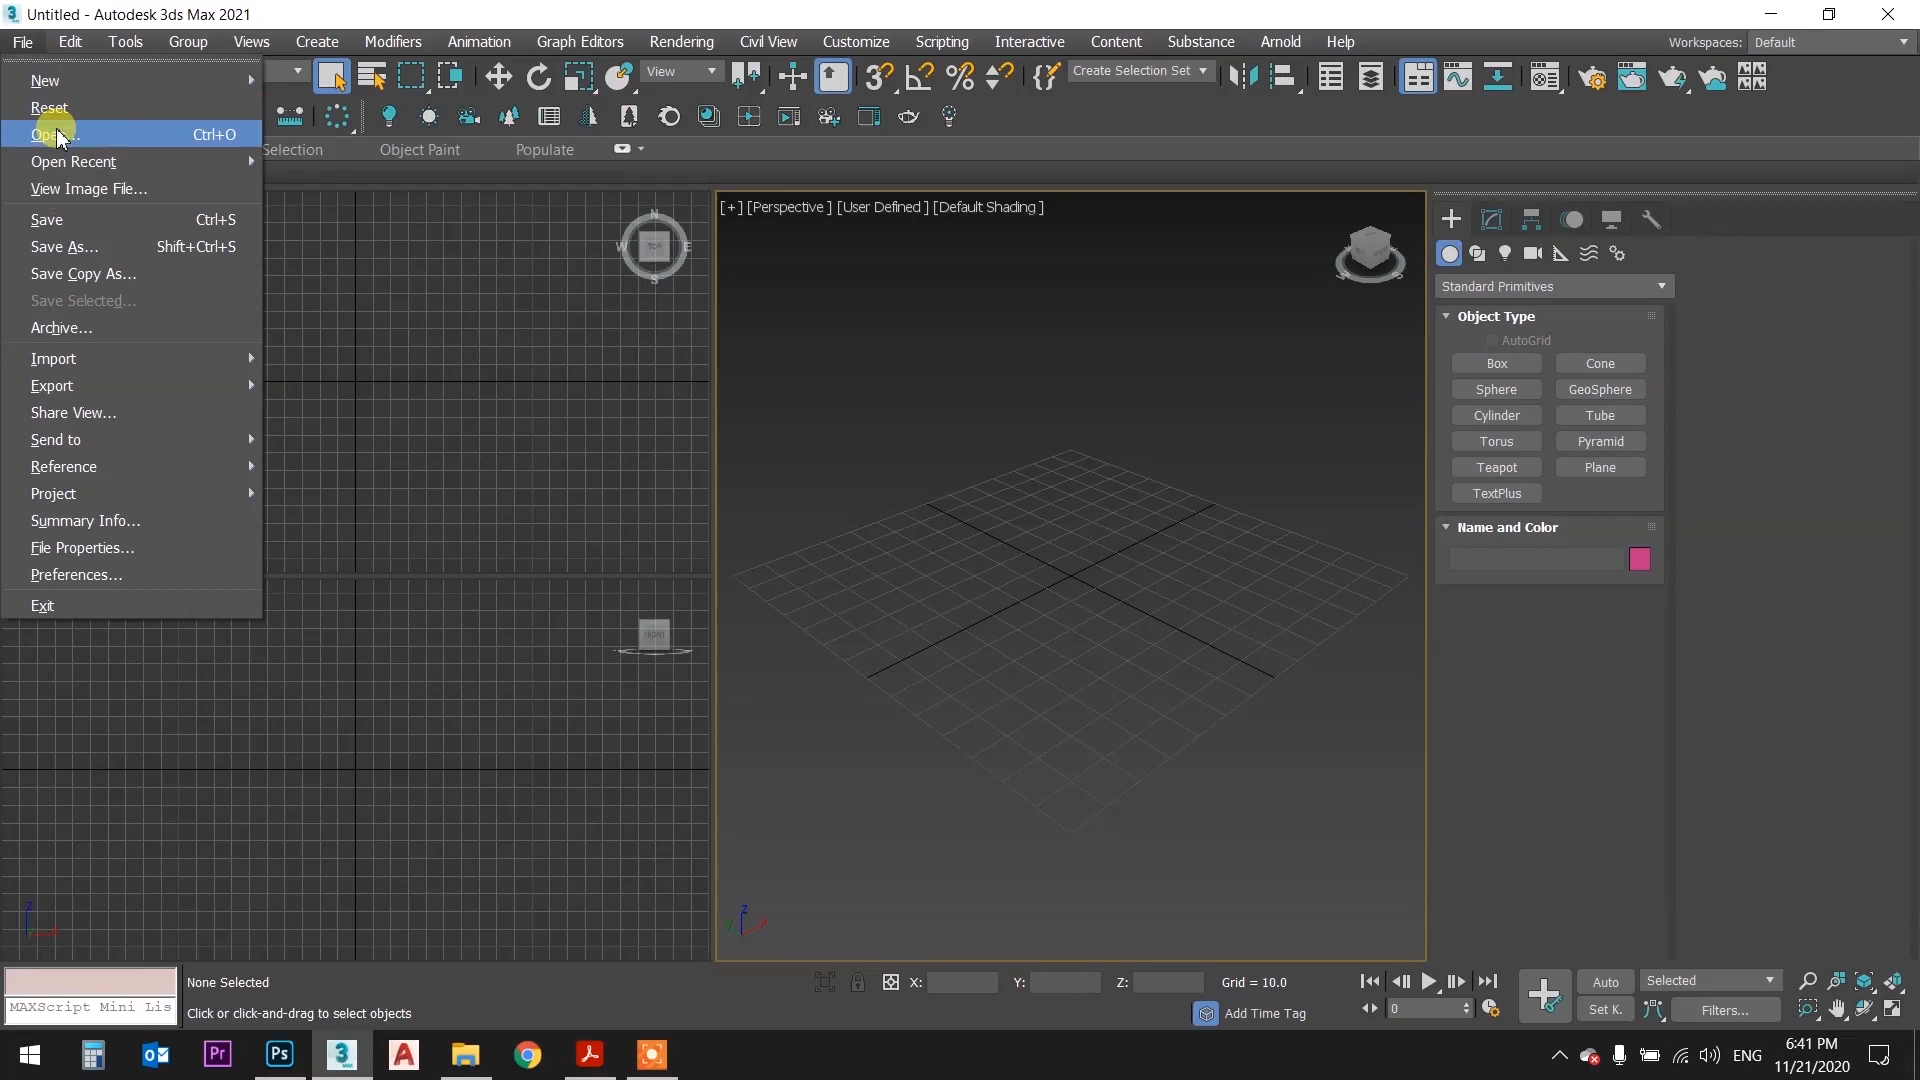 Untitled - Autodesk 3ds Max 2021
File Edit Tools Group Views Create Modifiers Animation Graph Editors Rendering Civil View Customize Scripting Interactive Content Substance Arnold Help Workspaces: Default
View Create Selection Set
Selection Object Paint Populate
New
Reset
Open... Ctrl+O
Open Recent
View Image File...
Save Ctrl+S
Save As... Shift+Ctrl+S
Save Copy As...
Save Selected...
Archive...
Import
Export
Share View...
Send to
Reference
Project
Summary Info...
File Properties...
Preferences...
Exit
N
W TOP E
S
FRONT
z
x
[+] [Perspective ] [User Defined ] [Default Shading ]
z
y x
Standard Primitives
Object Type
AutoGrid
Box Cone
Sphere GeoSphere
Cylinder Tube
Torus Pyramid
Teapot Plane
TextPlus
Name and Color
MAXScript Mini Lis
None Selected
Click or click-and-drag to select objects
X: Y: Z: Grid = 10.0
Add Time Tag
0
Auto Selected
Set K. Filters...
Pr Ps 3 MAX A
ENG
6:41 PM
11/21/2020